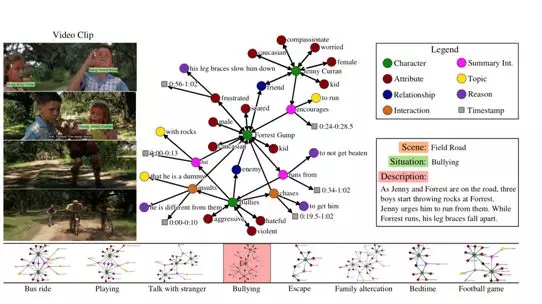 Video Clip
compassionate
worried
caucasian
female
Jenny Curran
his leg braces slow him down
kid
friend
0:56-1:02
to run
frustrated
scared
encourages
male
0:24-0:28.5
with rocks
Forrest Gump
caucasian
kid
to not get beaten
0:00-0:13
enemy
runs from
that he is a dummy
insults
chases
0:34-1:02
he is different from them
Bullies
to get him
0:19.5-1:02
0:00-0:10
aggressive
hateful
violent
Legend
Character
Summary Int.
Attribute
Topic
Relationship
Reason
Interaction
Timestamp
Scene: Field Road
Situation: Bullying
Description:
As Jenny and Forrest are on the road, three
boys start throwing rocks at Forrest.
Jenny urges him to run from them. While
Forrest runs, his leg braces fall apart.
Bus ride
Playing
Talk with stranger
Bullying
Escape
Family altercation
Bedtime
Football game